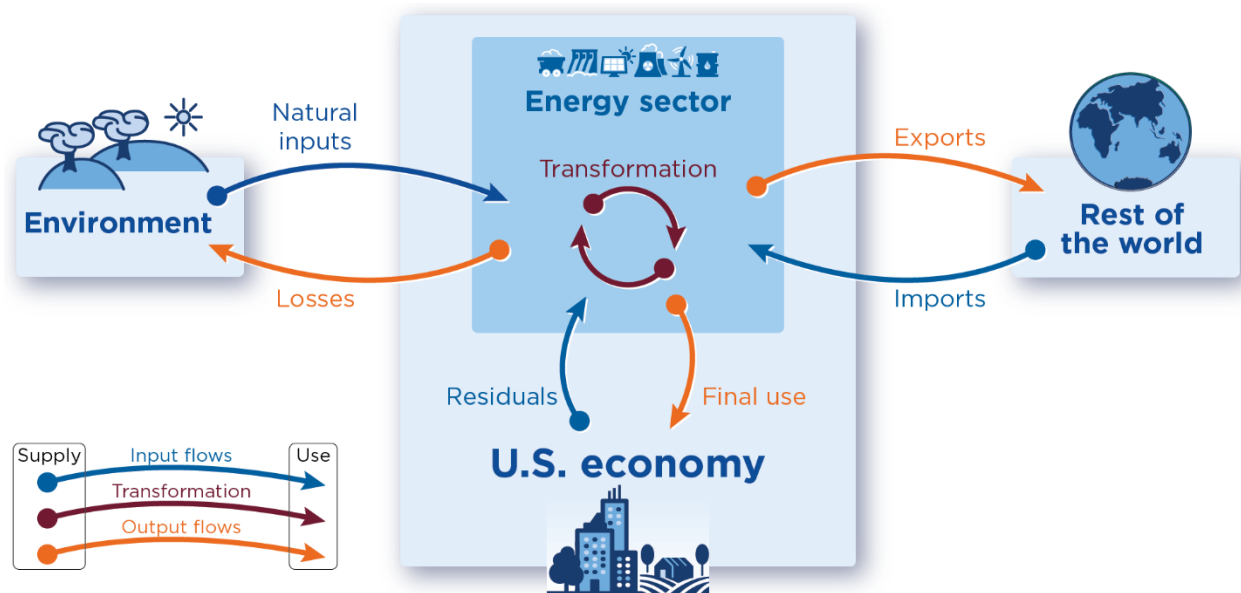 Energy sector
Natural
inputs
Transformation
Exports
Environment
Rest of
the world
Losses
Imports
Residuals
Final use
U.S. economy
Supply
Input flows
Use
Transformation
Output flows